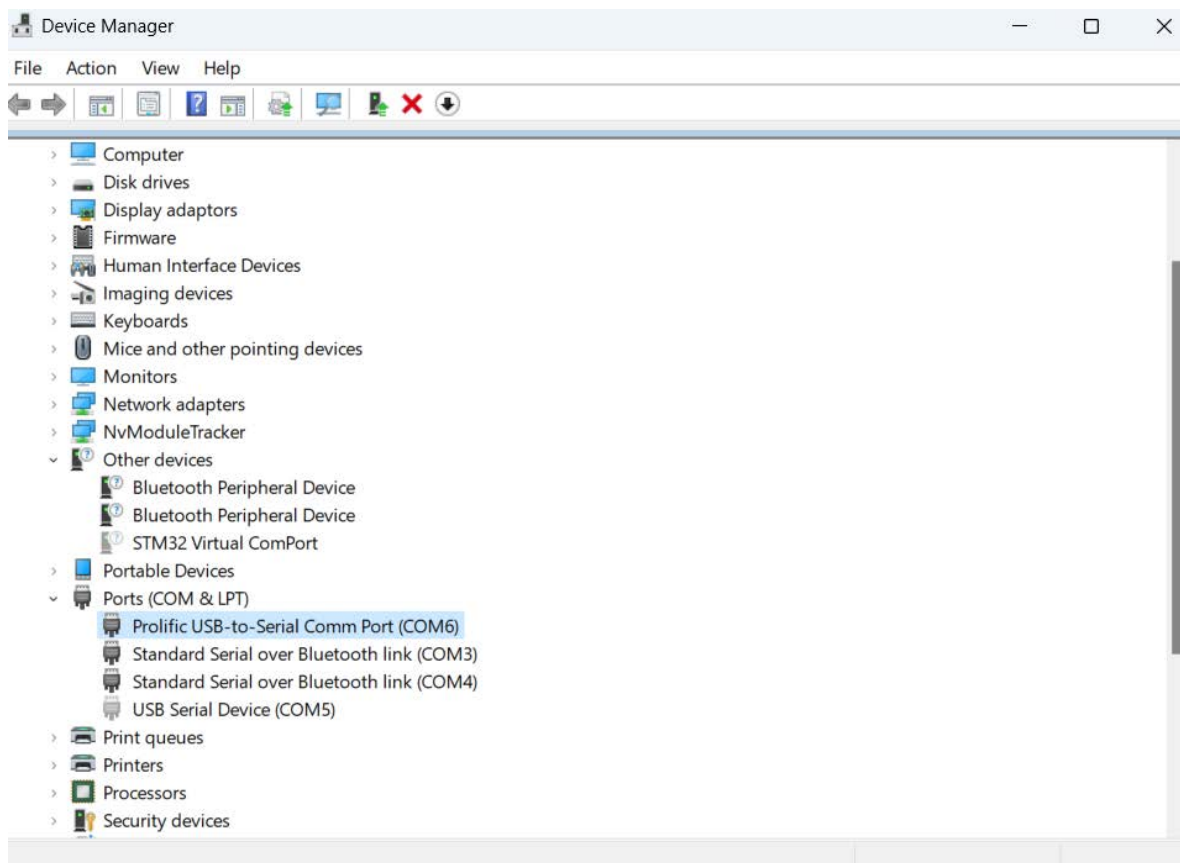 Device Manager
File Action View Help
Computer
Disk drives
Display adaptors
Firmware
Human Interface Devices
Imaging devices
Keyboards
Mice and other pointing devices
Monitors
Network adapters
NvModuleTracker
Other devices
Bluetooth Peripheral Device
Bluetooth Peripheral Device
STM32 Virtual ComPort
Portable Devices
Ports (COM & LPT)
Prolific USB-to-Serial Comm Port (COM6)
Standard Serial over Bluetooth link (COM3)
Standard Serial over Bluetooth link (COM4)
USB Serial Device (COM5)
Print queues
Printers
Processors
Security devices